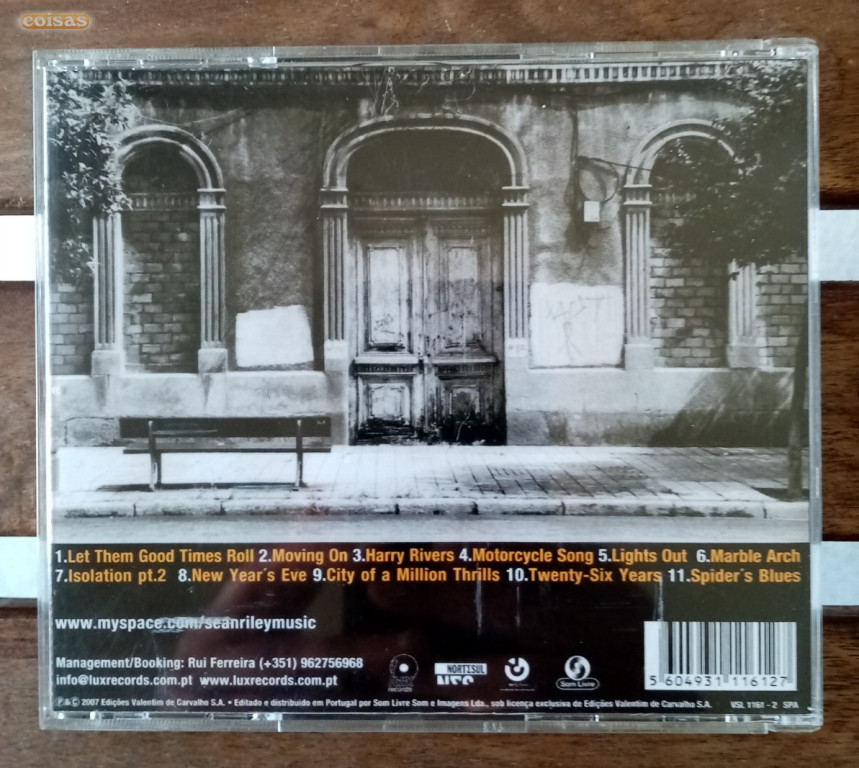 coisas
1.Let Them Good Times Roll 2.Moving On 3.Harry Rivers 4.Motorcycle Song 5.Lights Out 6.Marble Arch
7.Isolation pt.2 8.New Year's Eve 9.City of a Million Thrills 10.Twenty-Six Years 11.Spider's Blues
www.myspace.com/seanrileymusic
Management/Booking: Rui Ferreira (+351) 962756968
info@luxrecords.com.pt www.luxrecords.com.pt
records
NORTESUL
Som Livre
5 604931 116127
P & © 2007 Edições Valentim de Carvalho S.A. • Editado e distribuido em Portugal por Som Livre Som e Imagens Lda., sob licença exclusiva de Edições Valentim de Carvalho S.A. VSL 1161 - 2 SPA